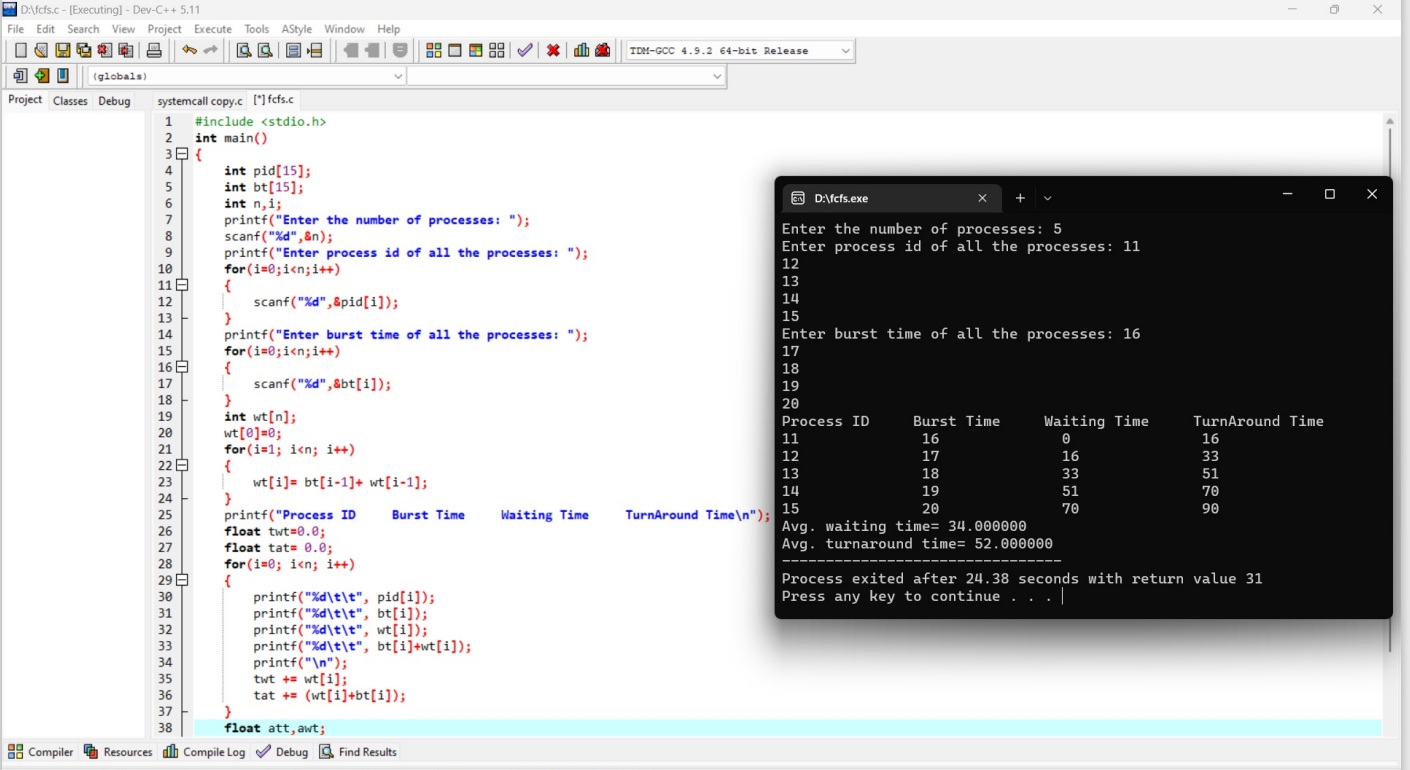 D:\fcfs.c - [Executing] - Dev-C++ 5.11
File Edit Search View Project Execute Tools AStyle Window Help
TDM-GCC 4.9.2 64-bit Release
(globals)
Project Classes Debug systemcall copy.c [*] fcfs.c
1 #include <stdio.h>
2 int main()
3 {
4 int pid[15];
5 int bt[15];
6 int n,i;
7 printf("Enter the number of processes: ");
8 scanf("%d",&n);
9 printf("Enter process id of all the processes: ");
10 for(i=0;i<n;i++)
11 {
12 scanf("%d",&pid[i]);
13 }
14 printf("Enter burst time of all the processes: ");
15 for(i=0;i<n;i++)
16 {
17 scanf("%d",&bt[i]);
18 }
19 int wt[n];
20 wt[0]=0;
21 for(i=1; i<n; i++)
22 {
23 wt[i]= bt[i-1]+ wt[i-1];
24 }
25 printf("Process ID     Burst Time     Waiting Time     TurnAround Time\n");
26 float twt=0.0;
27 float tat= 0.0;
28 for(i=0; i<n; i++)
29 {
30 printf("%d\t\t", pid[i]);
31 printf("%d\t\t", bt[i]);
32 printf("%d\t\t", wt[i]);
33 printf("%d\t\t", bt[i]+wt[i]);
34 printf("\n");
35 twt += wt[i];
36 tat += (wt[i]+bt[i]);
37 }
38 float att,awt;
D:\fcfs.exe
Enter the number of processes: 5
Enter process id of all the processes: 11
12
13
14
15
Enter burst time of all the processes: 16
17
18
19
20
Process ID     Burst Time     Waiting Time     TurnAround Time
11 16 0 16
12 17 16 33
13 18 33 51
14 19 51 70
15 20 70 90
Avg. waiting time= 34.000000
Avg. turnaround time= 52.000000
--------------------------------
Process exited after 24.38 seconds with return value 31
Press any key to continue . . .
Compiler Resources Compile Log Debug Find Results